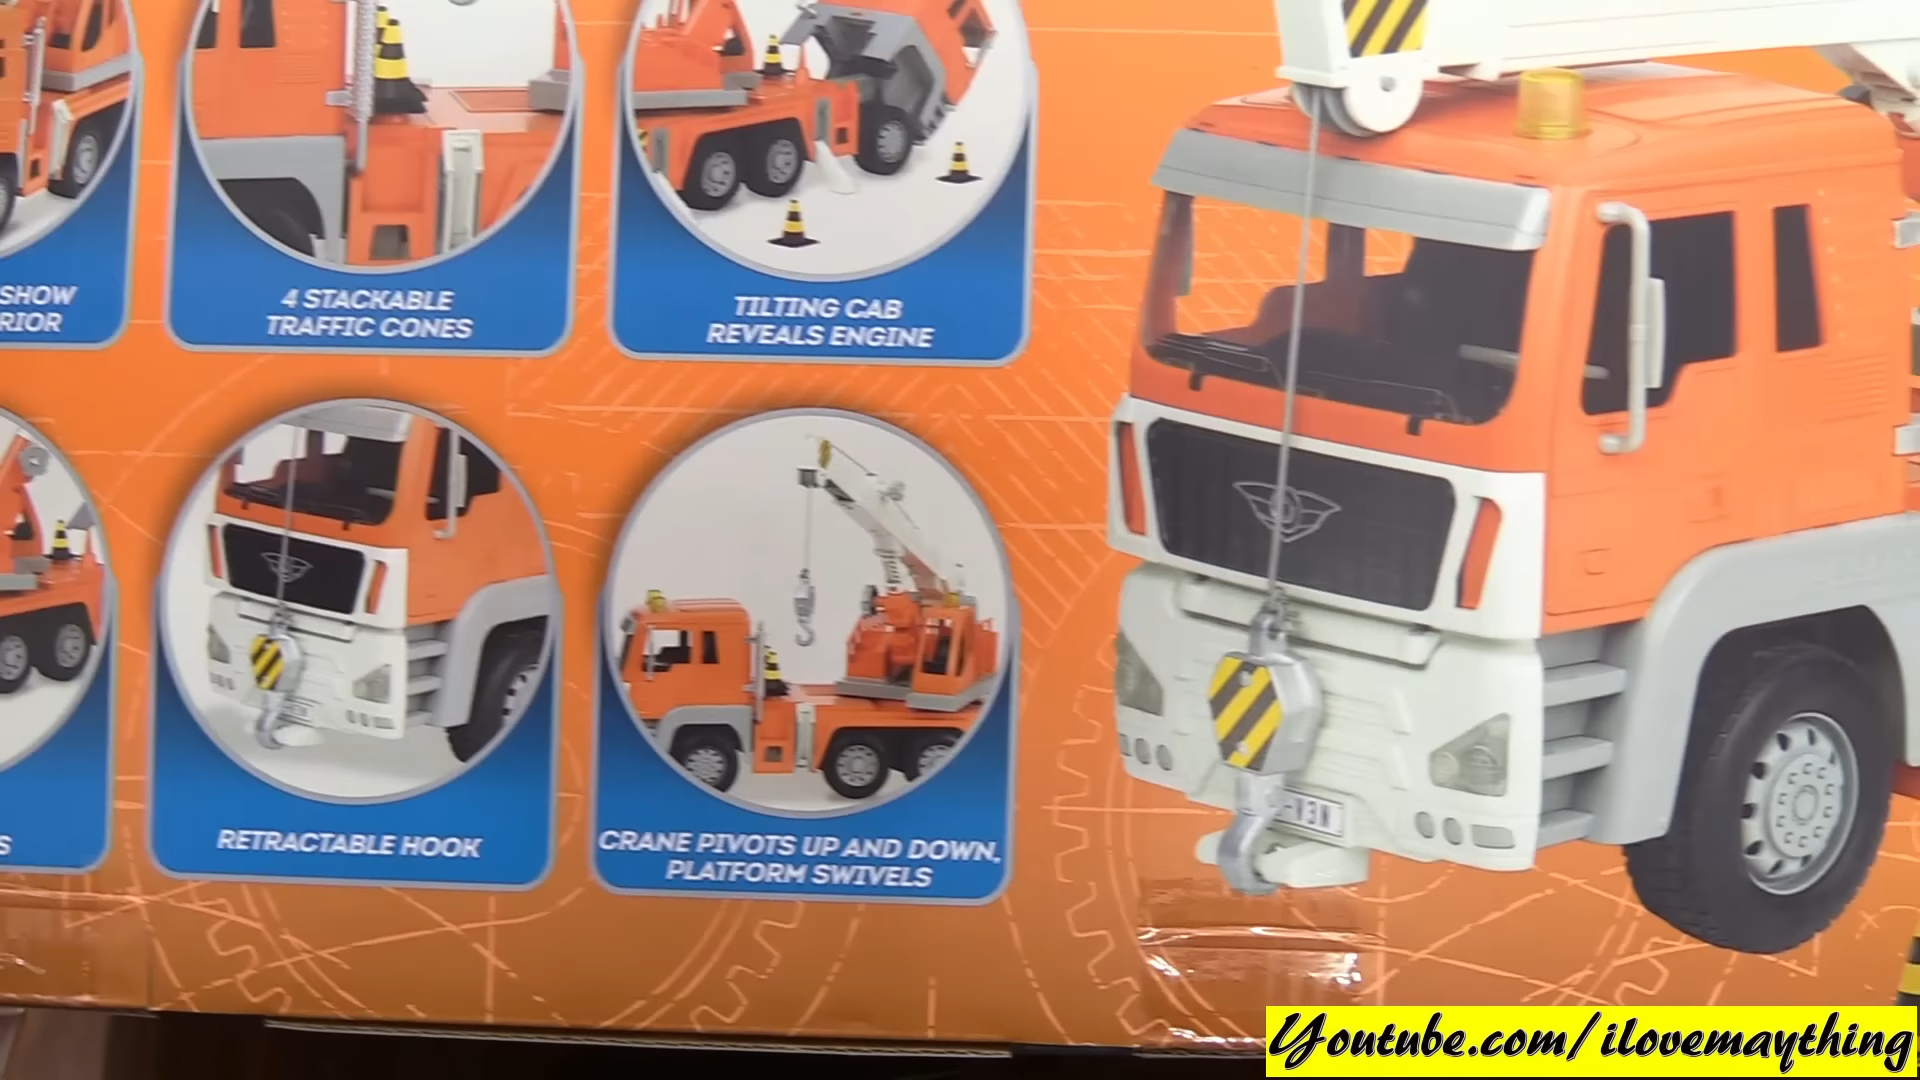 SHOW
RIOR
4 STACKABLE
TRAFFIC CONES
TILTING CAB
REVEALS ENGINE
S
RETRACTABLE HOOK
CRANE PIVOTS UP AND DOWN,
PLATFORM SWIVELS
-V3N
Youtube.com/ilovemaything